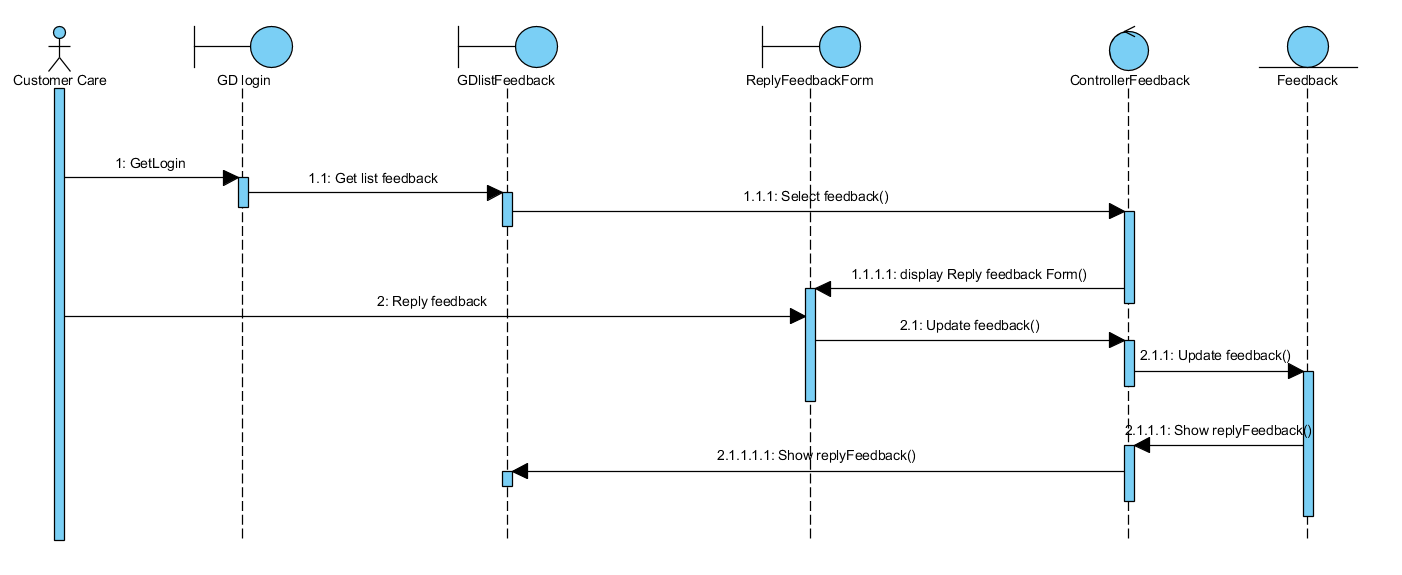 Customer Care
GD login
GDlistFeedback
ReplyFeedbackForm
ControllerFeedback
Feedback
1: GetLogin
1.1: Get list feedback
1.1.1: Select feedback()
1.1.1.1: display Reply feedback Form()
2: Reply feedback
2.1: Update feedback()
2.1.1: Update feedback()
2.1.1.1: Show replyFeedback()
2.1.1.1.1: Show replyFeedback()